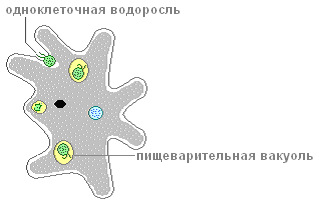 одноклеточная водоросль
пищеварительная вакуоль